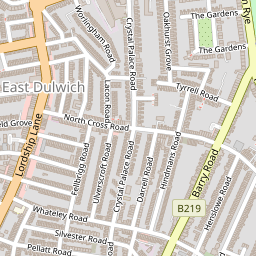 Worlingham Road
Crystal Palace Road
Oakhurst Grove
The Gardens
The Gardens
Rye
East Dulwich
Lacon Road
Tyrrell Road
Lordship Lane
North Cross Road
Fellbrigg Road
Ulverscroft Road
Crystal Palace Road
Darrell Road
Hindmans Road
Barry Road
B219
Henslowe Road
Whateley Road
Silvester Road
Pellatt Road